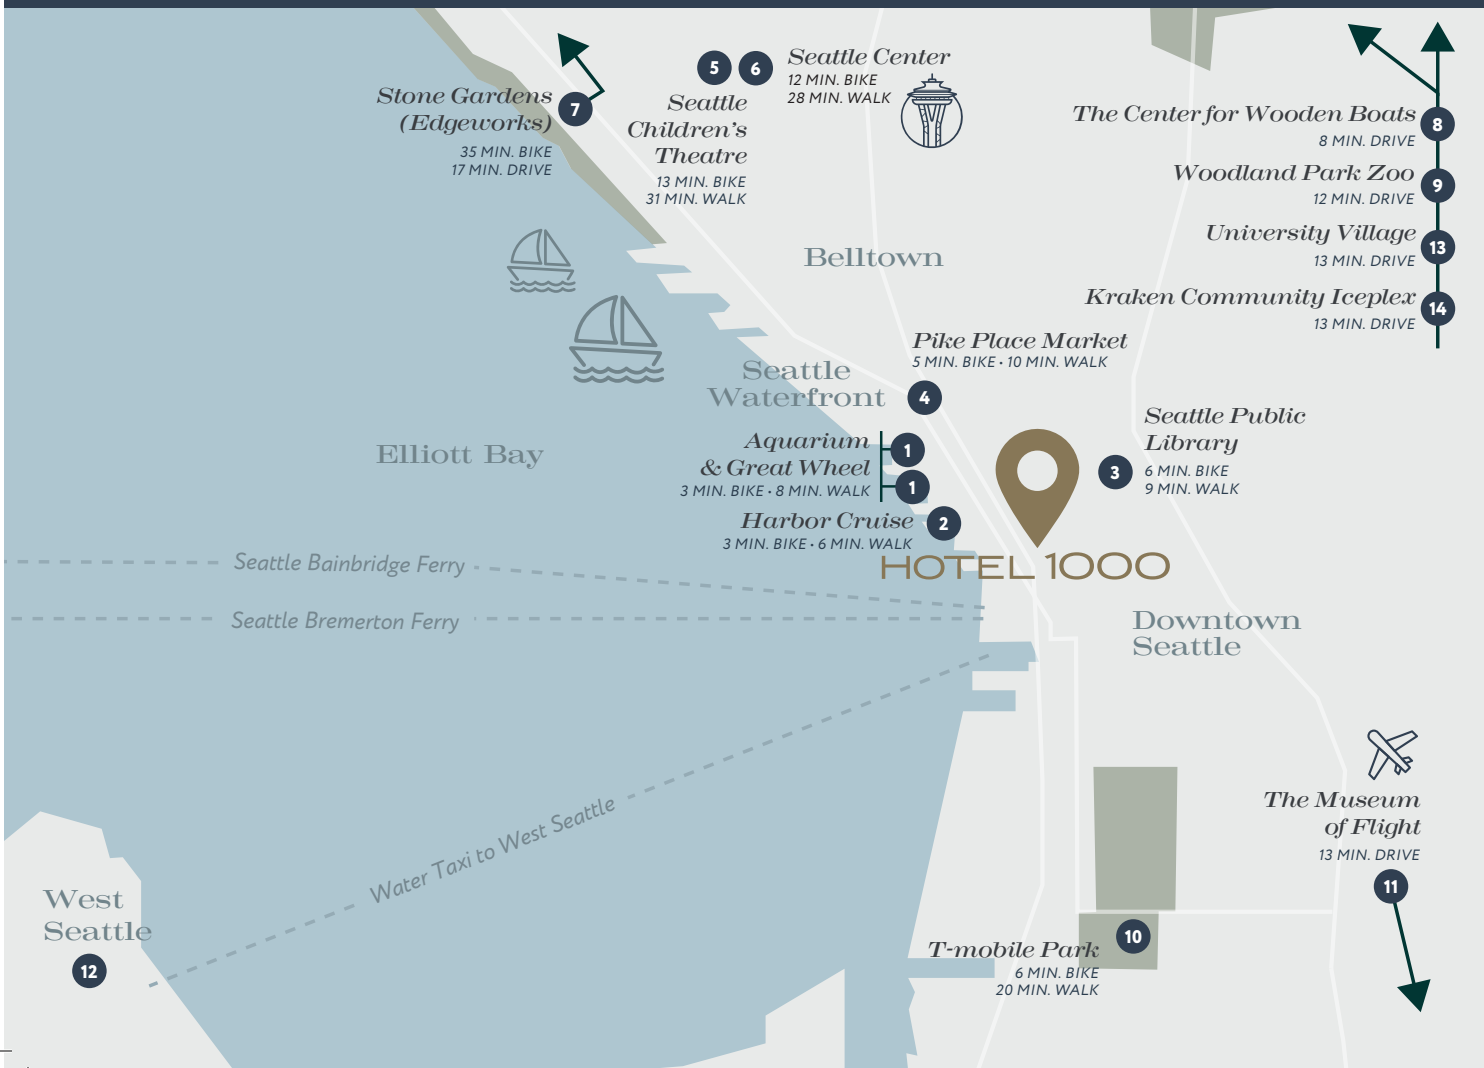 5
6
Seattle Center
12 MIN. BIKE
28 MIN. WALK
Stone Gardens
(Edgeworks)
7
35 MIN. BIKE
17 MIN. DRIVE
Seattle
Children's
Theatre
13 MIN. BIKE
31 MIN. WALK
The Center for Wooden Boats
8
8 MIN. DRIVE
Woodland Park Zoo
9
12 MIN. DRIVE
University Village
13
13 MIN. DRIVE
Kraken Community Iceplex
14
13 MIN. DRIVE
Belltown
Pike Place Market
5 MIN. BIKE • 10 MIN. WALK
Seattle
Waterfront
4
Elliott Bay
Aquarium
& Great Wheel
1
1
3 MIN. BIKE • 8 MIN. WALK
Harbor Cruise
2
3 MIN. BIKE • 6 MIN. WALK
Seattle Public
Library
3
6 MIN. BIKE
9 MIN. WALK
HOTEL 1000
Seattle Bainbridge Ferry
Seattle Bremerton Ferry
Downtown
Seattle
Water Taxi to West Seattle
The Museum
of Flight
13 MIN. DRIVE
11
West
Seattle
12
T-mobile Park
10
6 MIN. BIKE
20 MIN. WALK